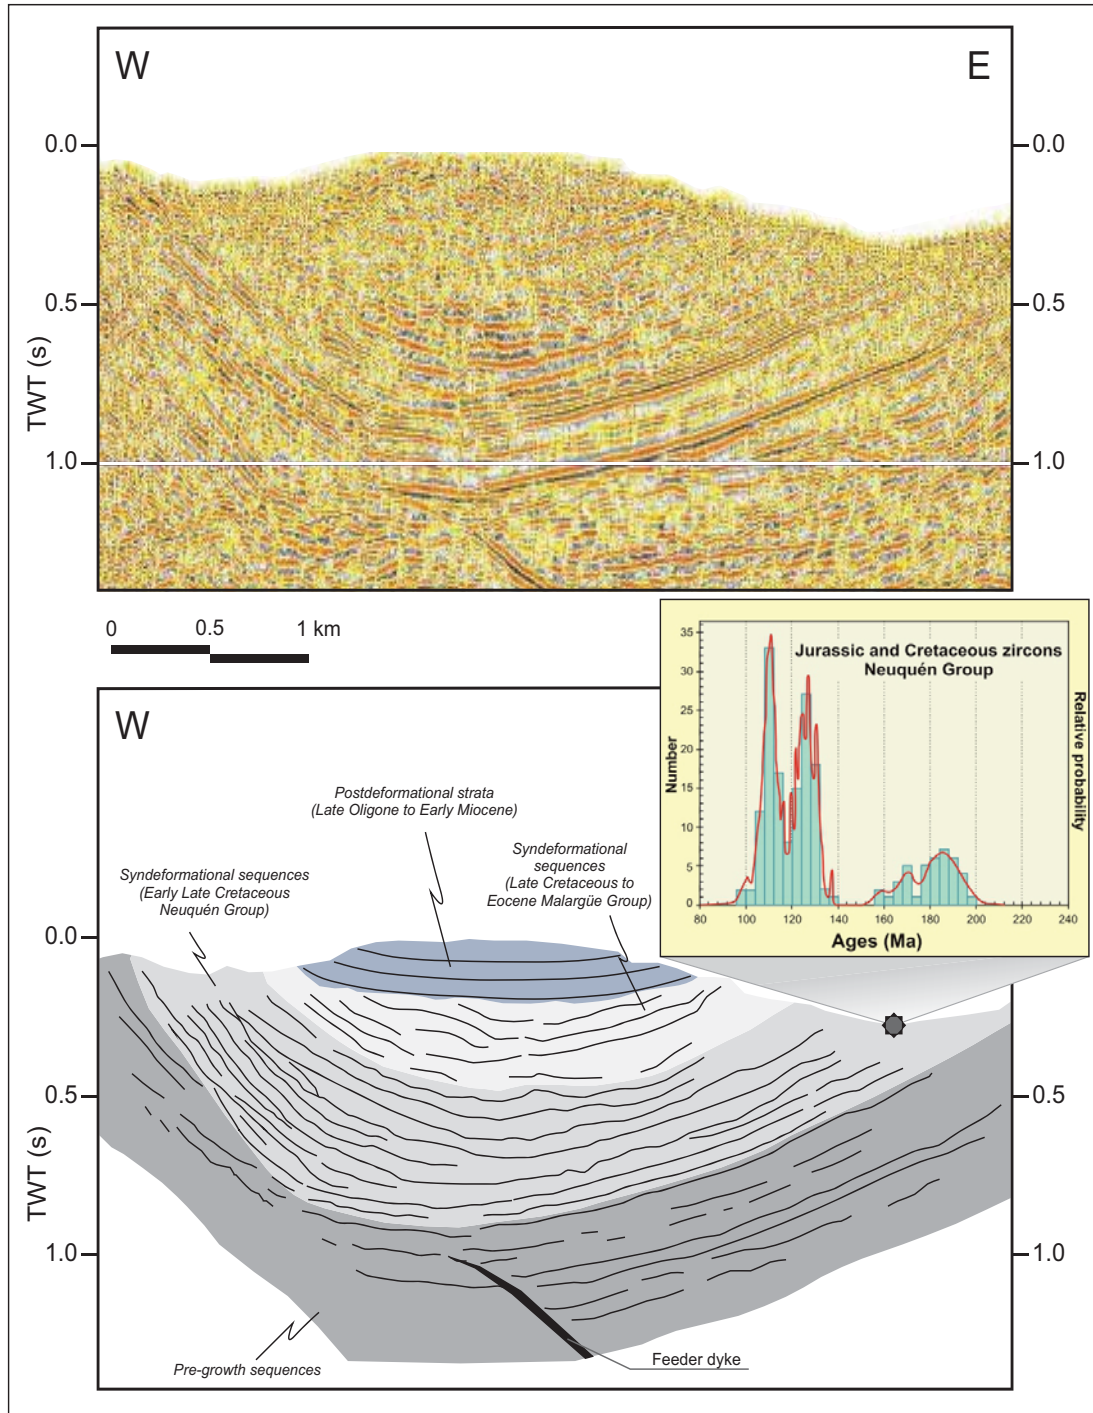 W
E
0.0
0.0
0.5
0.5
1.0
1.0
TWT (s)
0
0.5
1 km
Jurassic and Cretaceous zircons
Neuquén Group
Number
Relative probability
35
30
25
20
15
10
5
0
80
100
120
140
160
180
200
220
240
Ages (Ma)
W
Postdeformational strata
(Late Oligone to Early Miocene)
Syndeformational
sequences
(Late Cretaceous to
Eocene Malargüe Group)
Syndeformational sequences
(Early Late Cretaceous
Neuquén Group)
0.0
0.5
0.5
1.0
1.0
TWT (s)
Feeder dyke
Pre-growth sequences